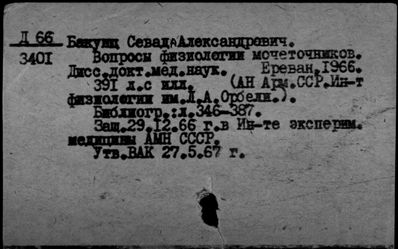 Д 66
3401
Бакунц Севада Александрович.
Вопросы физиологии мочеточников.
Дисс.докт.мед.наук. Ереван.1966.
391 л.с илл. (АН Арм.ССР.Ин-т
физиологии им.Л.А.Орбели.).
Библиогр.:л.346-387.
Защ.29.12.66 г.в Ин-те эксперим.
медицины АМН СССР.
Утв.ВАК 27.5.67 г.